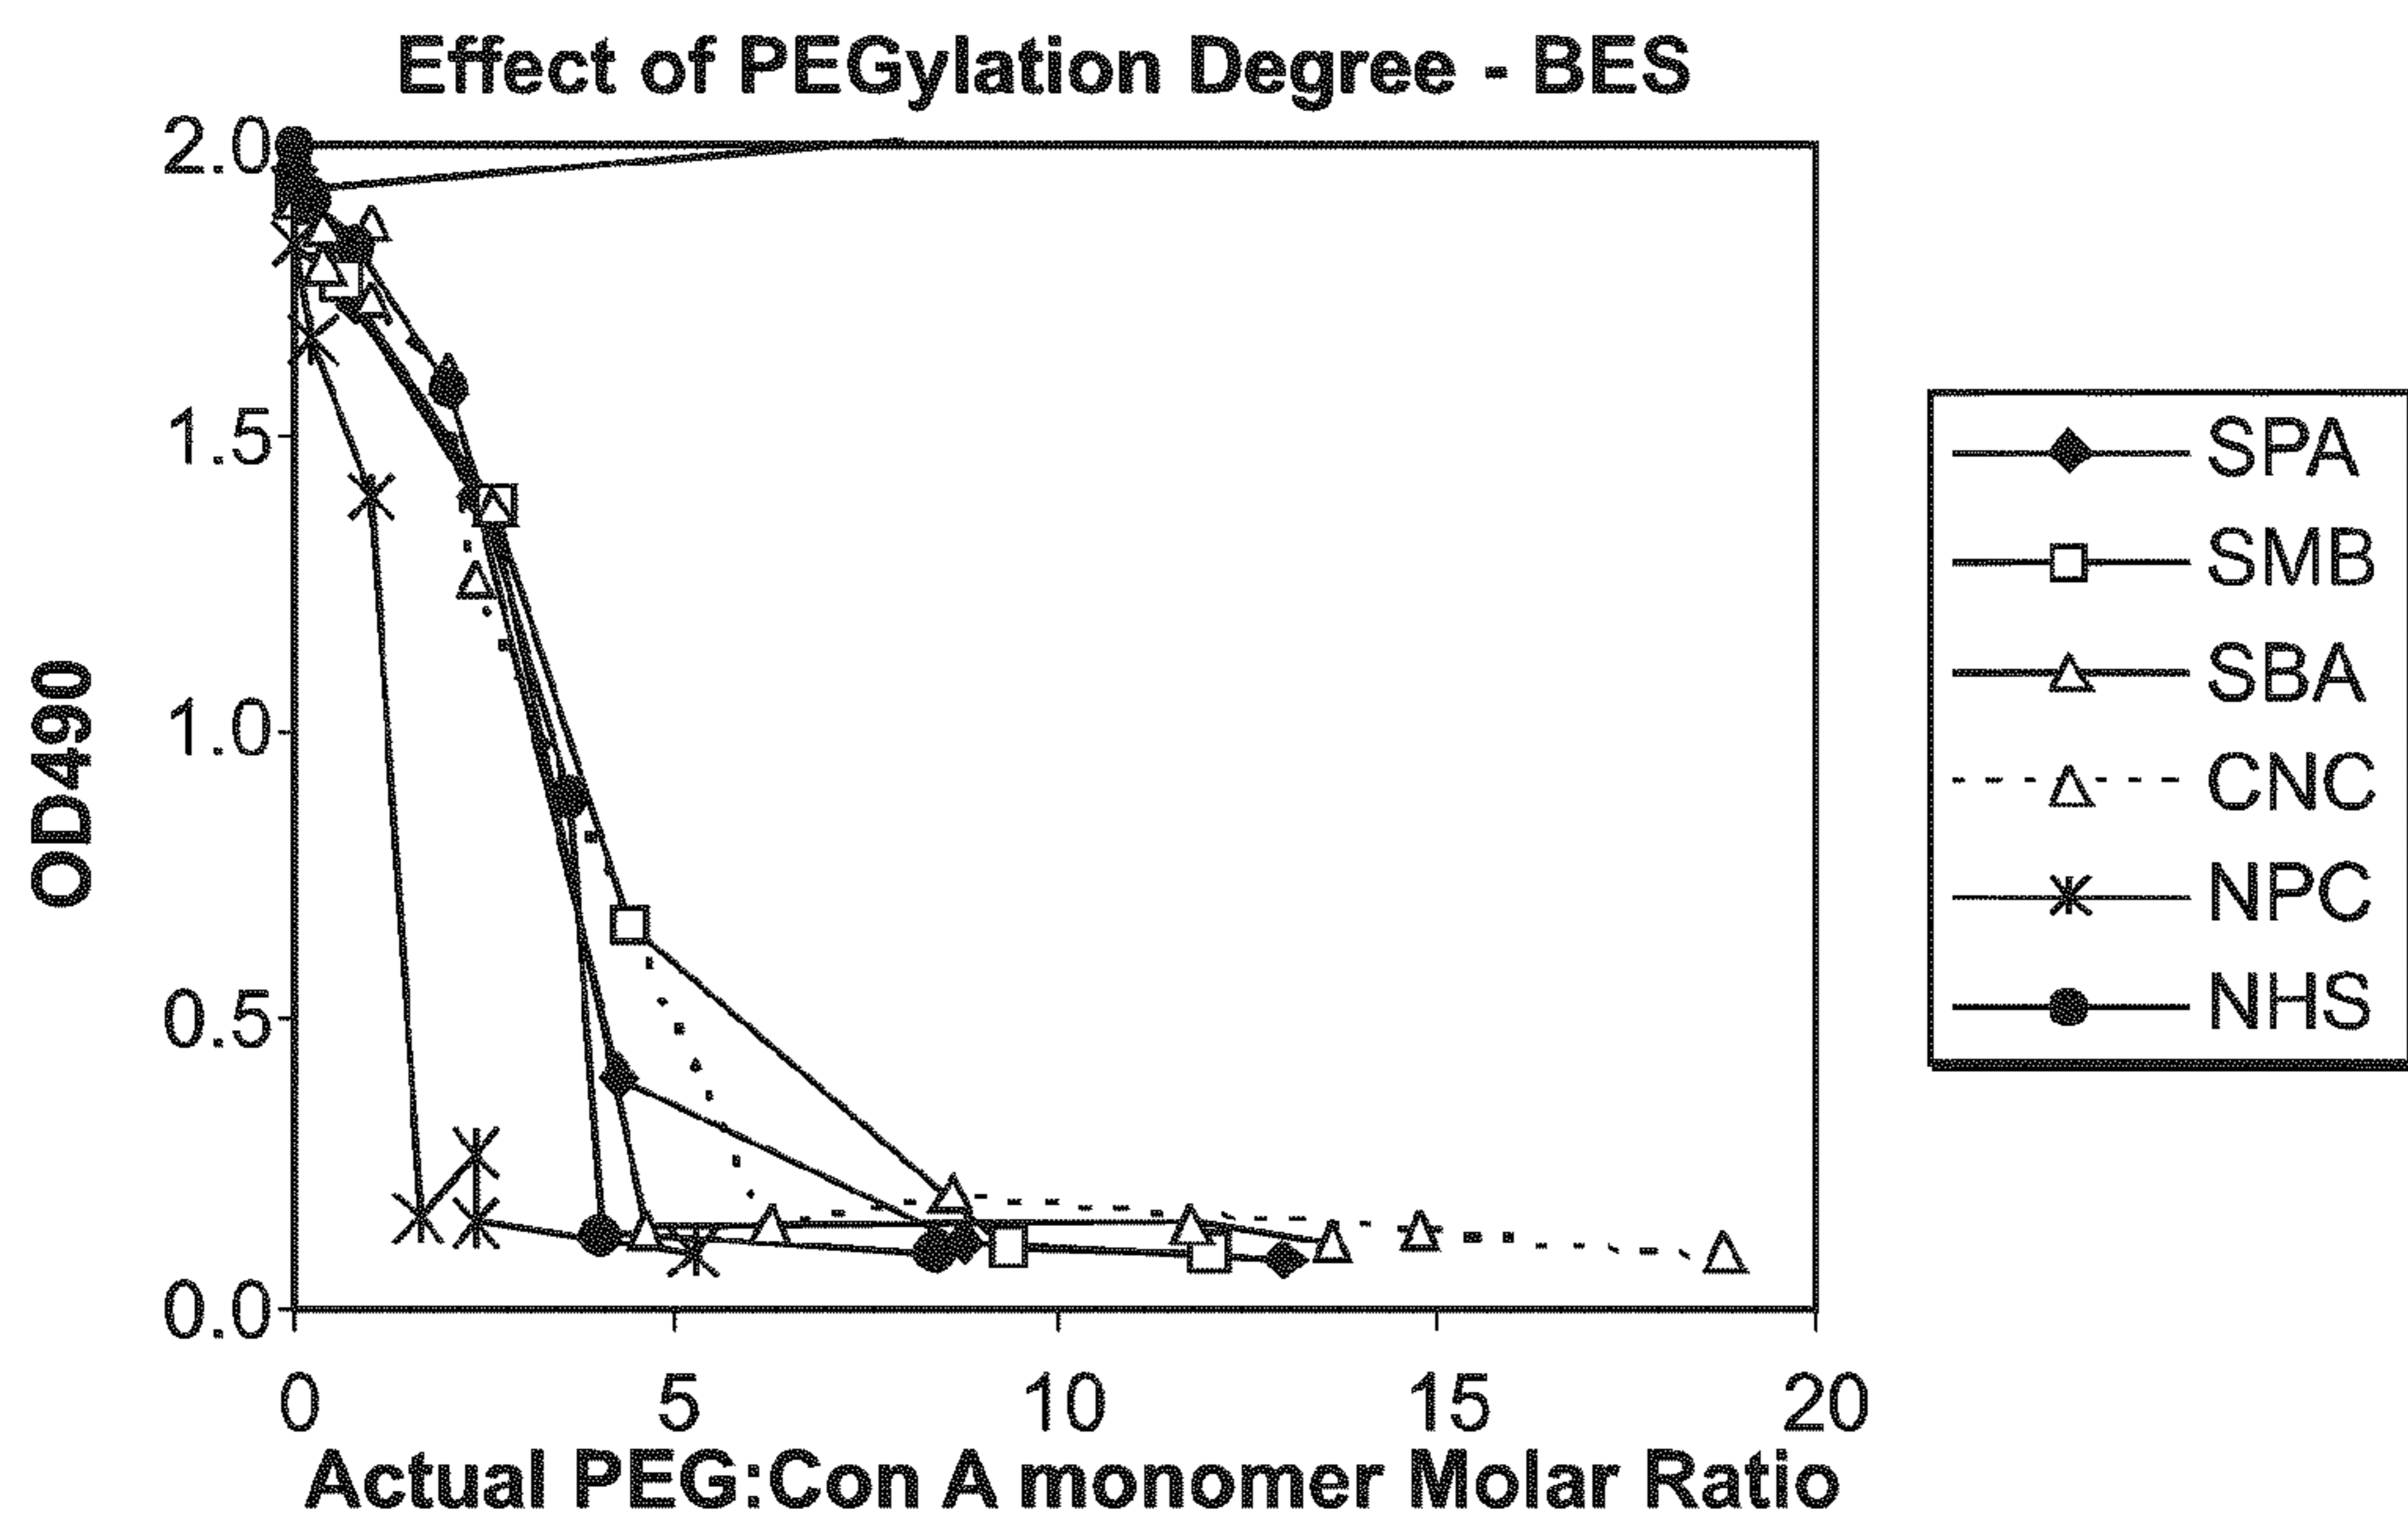 Effect of PEGylation Degree - BES
2.0
1.5
1.0
0.5
0.0
OD490
0 5 10 15 20
Actual PEG:Con A monomer Molar Ratio
SPA
SMB
SBA
CNC
NPC
NHS